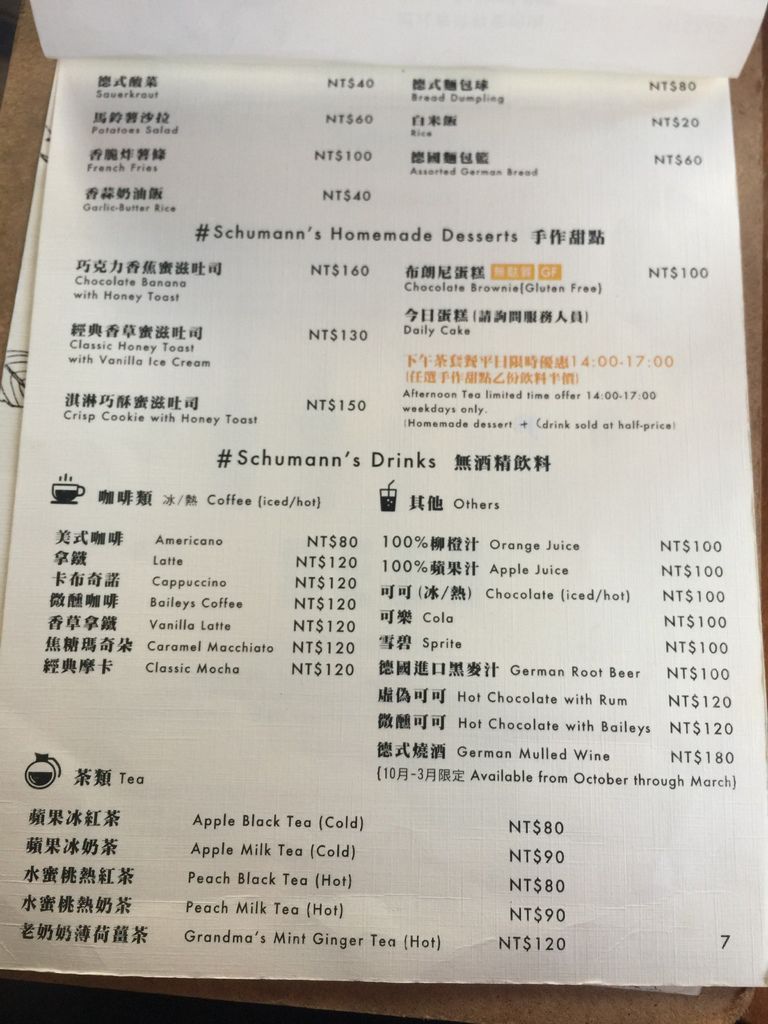 德式酸菜 NT$40
Sauerkraut
馬鈴薯沙拉 NT$60
Potatoes Salad
香脆炸薯條 NT$100
French Fries
香蒜奶油飯 NT$40
Garlic-Butter Rice
德式麵包球 NT$80
Bread Dumpling
白米飯 NT$20
Rice
德國麵包籃 NT$60
Assorted German Bread
#Schumann's Homemade Desserts 手作甜點
巧克力香蕉蜜滋吐司 NT$160
Chocolate Banana
with Honey Toast
經典香草蜜滋吐司 NT$130
Classic Honey Toast
with Vanilla Ice Cream
淇淋巧酥蜜滋吐司 NT$150
Crisp Cookie with Honey Toast
布朗尼蛋糕 無麩質 GF NT$100
Chocolate Brownie(Gluten Free)
今日蛋糕(請詢問服務人員)
Daily Cake
下午茶套餐平日限時優惠14:00-17:00
(任選手作甜點乙份飲料半價)
Afternoon Tea limited time offer 14:00-17:00
weekdays only.
(Homemade dessert + (drink sold at half-price)
#Schumann's Drinks 無酒精飲料
咖啡類 冰/熱 Coffee (iced/hot)
美式咖啡 Americano NT$80
拿鐵 Latte NT$120
卡布奇諾 Cappuccino NT$120
微醺咖啡 Baileys Coffee NT$120
香草拿鐵 Vanilla Latte NT$120
焦糖瑪奇朵 Caramel Macchiato NT$120
經典摩卡 Classic Mocha NT$120
其他 Others
100%柳橙汁 Orange Juice NT$100
100%蘋果汁 Apple Juice NT$100
可可(冰/熱) Chocolate (iced/hot) NT$100
可樂 Cola NT$100
雪碧 Sprite NT$100
德國進口黑麥汁 German Root Beer NT$100
虛偽可可 Hot Chocolate with Rum NT$120
微醺可可 Hot Chocolate with Baileys NT$120
德式燒酒 German Mulled Wine NT$180
(10月-3月限定 Available from October through March)
茶類 Tea
蘋果冰紅茶 Apple Black Tea (Cold) NT$80
蘋果冰奶茶 Apple Milk Tea (Cold) NT$90
水蜜桃熱紅茶 Peach Black Tea (Hot) NT$80
水蜜桃熱奶茶 Peach Milk Tea (Hot) NT$90
老奶奶薄荷薑茶 Grandma's Mint Ginger Tea (Hot) NT$120
7